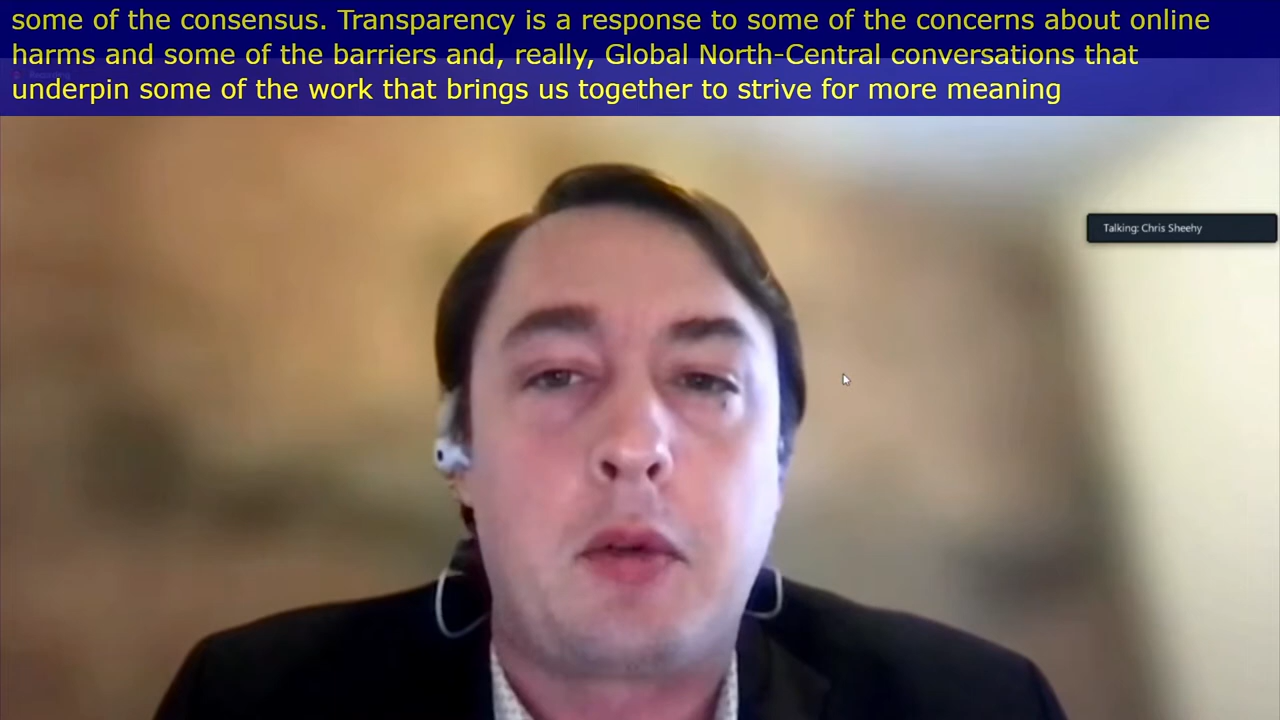 some of the consensus. Transparency is a response to some of the concerns about online
harms and some of the barriers and, really, Global North-Central conversations that
underpin some of the work that brings us together to strive for more meaning
Talking: Chris Sheehy